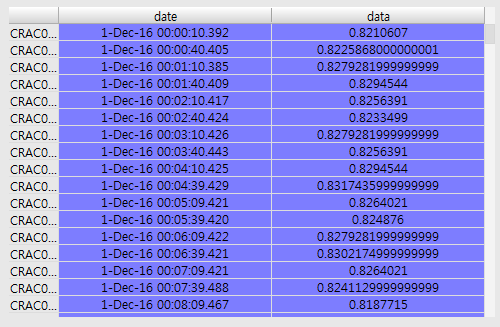 date data
CRAC0... 1-Dec-16 00:00:10.392 0.8210607
CRAC0... 1-Dec-16 00:00:40.405 0.8225868000000001
CRAC0... 1-Dec-16 00:01:10.385 0.8279281999999999
CRAC0... 1-Dec-16 00:01:40.409 0.8294544
CRAC0... 1-Dec-16 00:02:10.417 0.8256391
CRAC0... 1-Dec-16 00:02:40.424 0.8233499
CRAC0... 1-Dec-16 00:03:10.426 0.8279281999999999
CRAC0... 1-Dec-16 00:03:40.443 0.8256391
CRAC0... 1-Dec-16 00:04:10.425 0.8294544
CRAC0... 1-Dec-16 00:04:39.429 0.8317435999999999
CRAC0... 1-Dec-16 00:05:09.421 0.8264021
CRAC0... 1-Dec-16 00:05:39.420 0.824876
CRAC0... 1-Dec-16 00:06:09.422 0.8279281999999999
CRAC0... 1-Dec-16 00:06:39.421 0.8302174999999999
CRAC0... 1-Dec-16 00:07:09.421 0.8264021
CRAC0... 1-Dec-16 00:07:39.488 0.8241129999999999
CRAC0... 1-Dec-16 00:08:09.467 0.8187715